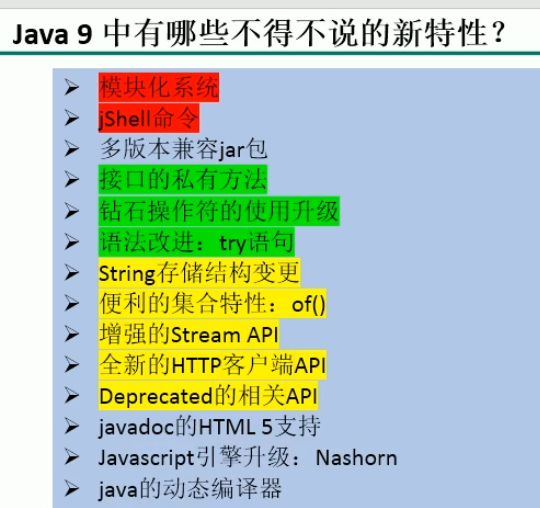 Java 9 中有哪些不得不说的新特性？
➢ 模块化系统
➢ jShell命令
➢ 多版本兼容jar包
➢ 接口的私有方法
➢ 钻石操作符的使用升级
➢ 语法改进：try语句
➢ String存储结构变更
➢ 便利的集合特性：of()
➢ 增强的Stream API
➢ 全新的HTTP客户端API
➢ Deprecated的相关API
➢ javadoc的HTML 5支持
➢ Javascript引擎升级：Nashorn
➢ java的动态编译器